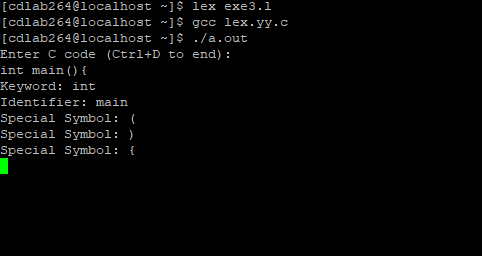 [cdlab264@localhost ~]$ lex exe3.l
[cdlab264@localhost ~]$ gcc lex.yy.c
[cdlab264@localhost ~]$ ./a.out
Enter C code (Ctrl+D to end):
int main(){
Keyword: int
Identifier: main
Special Symbol: (
Special Symbol: )
Special Symbol: {